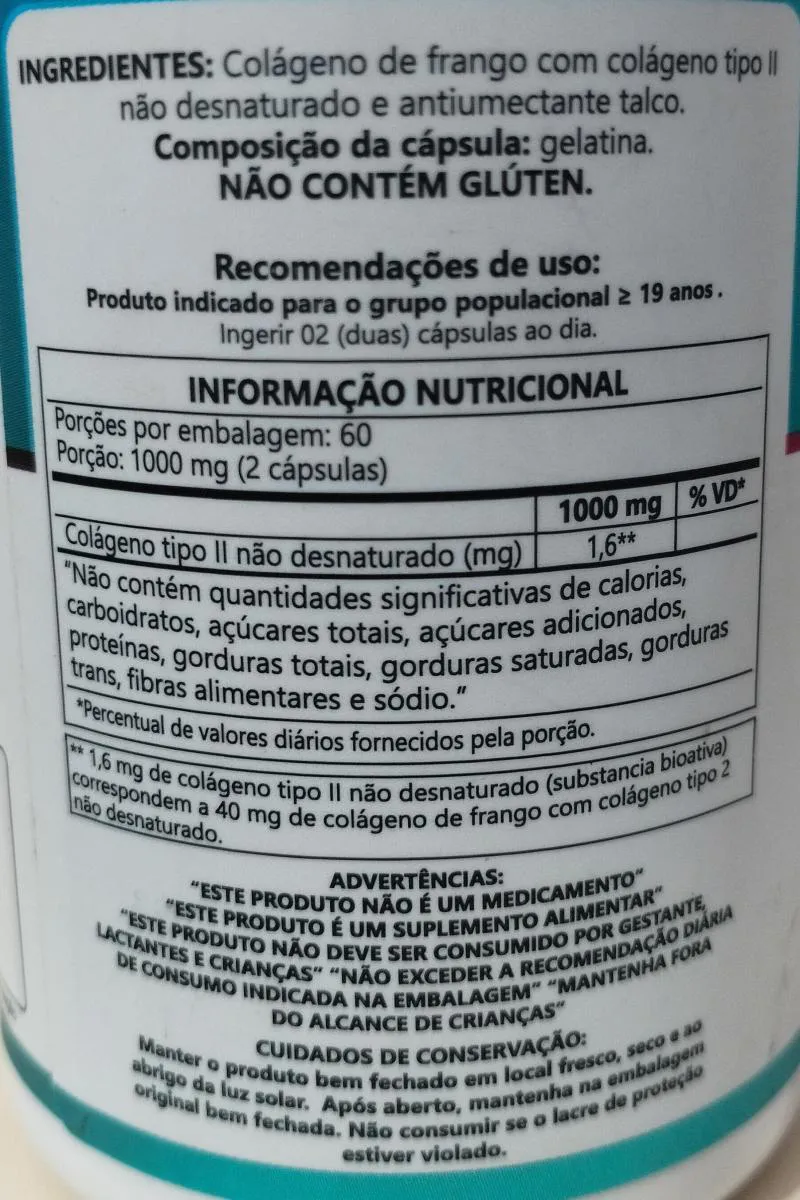 INGREDIENTES: Colágeno de frango com colágeno tipo II
não desnaturado e antiumectante talco.
Composição da cápsula: gelatina.
NÃO CONTÉM GLÚTEN.
Recomendações de uso:
Produto indicado para o grupo populacional ≥ 19 anos.
Ingerir 02 (duas) cápsulas ao dia.
INFORMAÇÃO NUTRICIONAL
Porções por embalagem: 60
Porção: 1000 mg (2 cápsulas)
1000 mg % VD*
Colágeno tipo II não desnaturado (mg) 1,6**
"Não contém quantidades significativas de calorias,
carboidratos, açúcares totais, açúcares adicionados,
proteínas, gorduras totais, gorduras saturadas, gorduras
trans, fibras alimentares e sódio."
*Percentual de valores diários fornecidos pela porção.
** 1,6 mg de colágeno tipo II não desnaturado (substancia bioativa)
correspondem a 40 mg de colágeno de frango com colágeno tipo 2
não desnaturado.
ADVERTÊNCIAS:
"ESTE PRODUTO NÃO É UM MEDICAMENTO"
"ESTE PRODUTO É UM SUPLEMENTO ALIMENTAR"
"ESTE PRODUTO NÃO DEVE SER CONSUMIDO POR GESTANTE,
LACTANTES E CRIANÇAS" "NÃO EXCEDER A RECOMENDAÇÃO DIÁRIA
DE CONSUMO INDICADA NA EMBALAGEM" "MANTENHA FORA
DO ALCANCE DE CRIANÇAS"
CUIDADOS DE CONSERVAÇÃO:
Manter o produto bem fechado em local fresco, seco e ao
abrigo da luz solar. Após aberto, mantenha na embalagem
original bem fechada. Não consumir se o lacre de proteção
estiver violado.